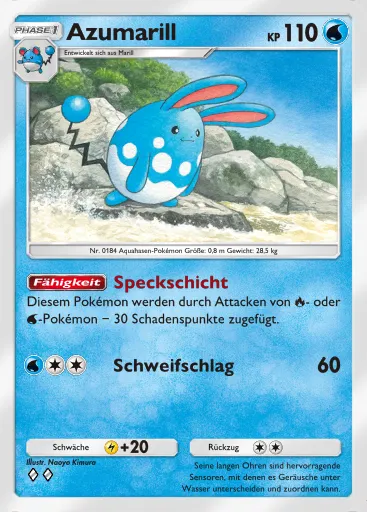 PHASE 1 Azumarill KP 110
Entwickelt sich aus Marill
Nr. 0184 Aquahasen-Pokémon Größe: 0,8 m Gewicht: 28,5 kg
Fähigkeit Speckschicht
Diesem Pokémon werden durch Attacken von - oder
-Pokémon − 30 Schadenspunkte zugefügt.
Schweifschlag 60
Schwäche +20 Rückzug
Illustr. Naoyo Kimura
Seine langen Ohren sind hervorragende
Sensoren, mit denen es Geräusche unter
Wasser unterscheiden und zuordnen kann.